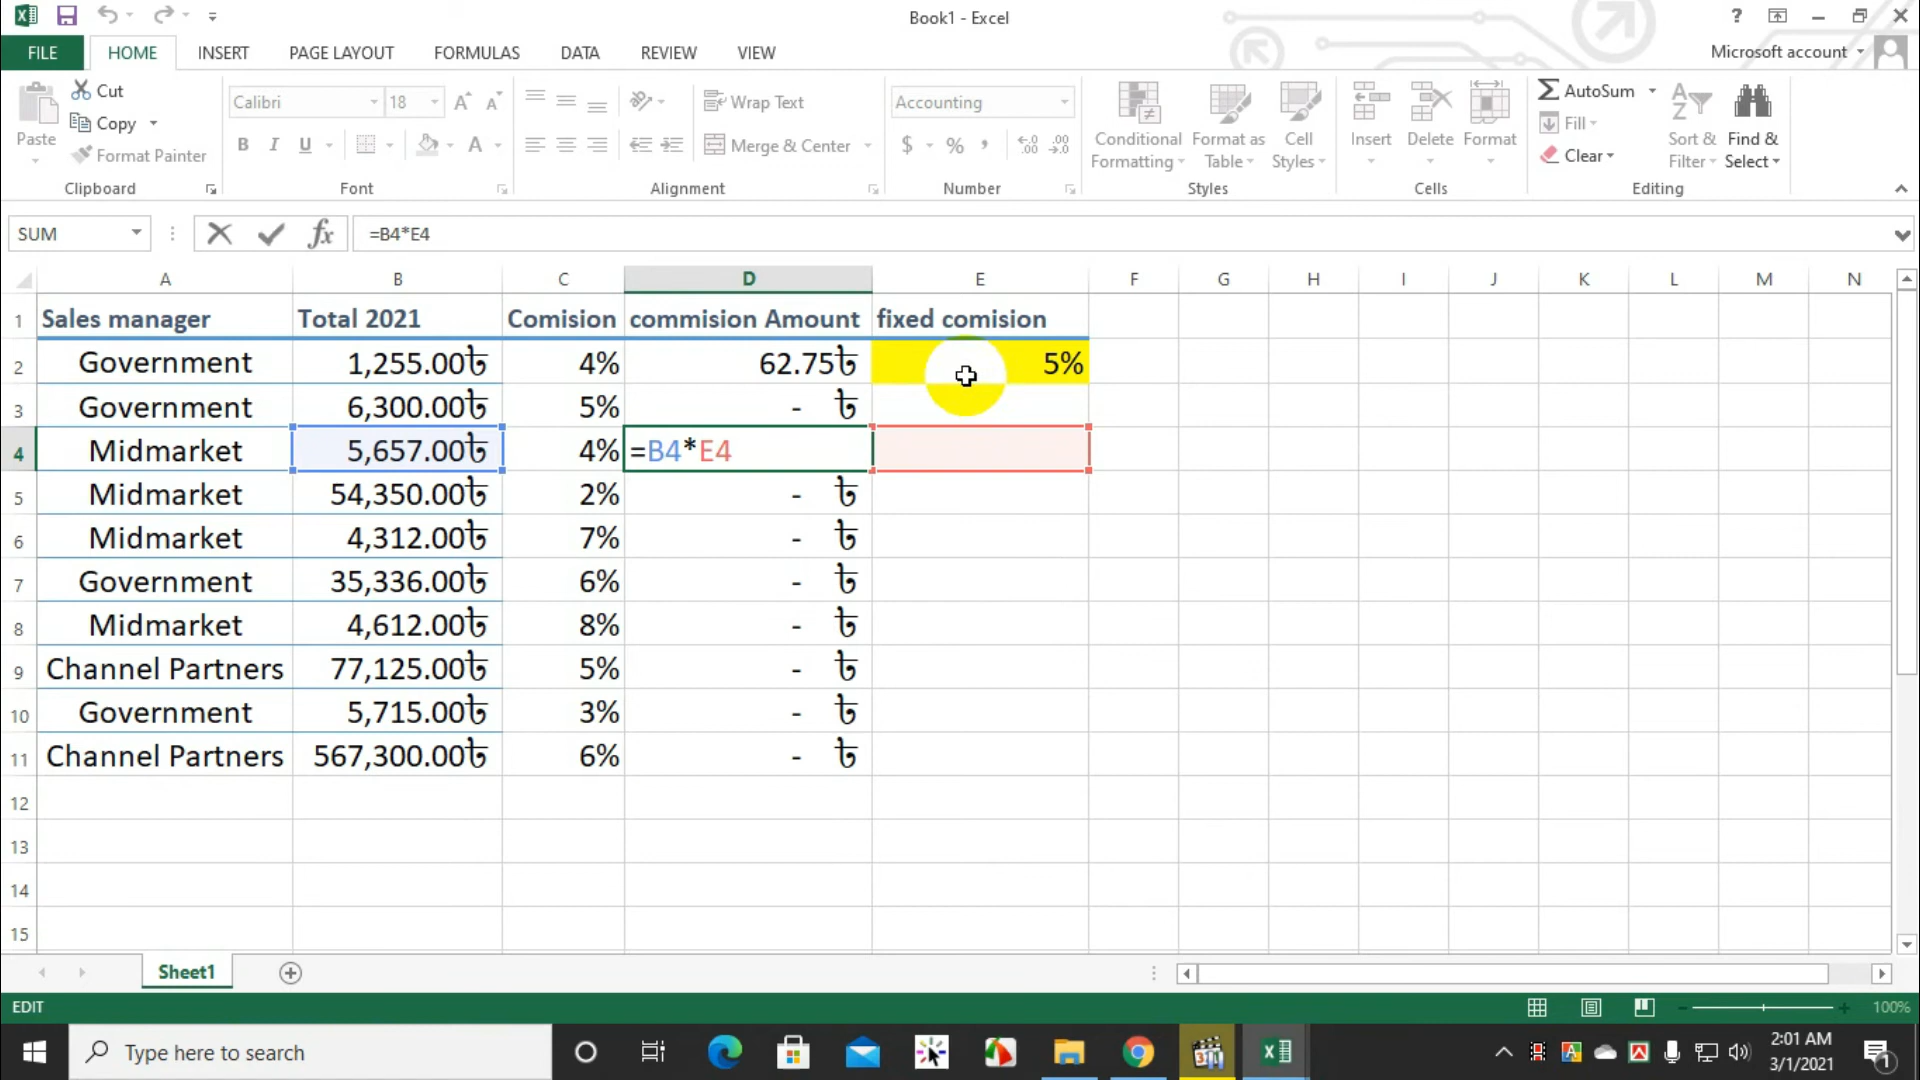 Book1 - Excel
?
FILE HOME INSERT PAGE LAYOUT FORMULAS DATA REVIEW VIEW
Microsoft account
Paste
Cut
Copy
Format Painter
Clipboard
Calibri 18
B I U
Font
Wrap Text
Merge & Center
Alignment
Accounting
$ % ,
Number
Conditional Formatting
Format as Table
Cell Styles
Styles
Insert
Delete
Format
Cells
AutoSum
Fill
Clear
Sort & Filter
Find & Select
Editing
SUM fx =B4*E4
A B C D E F G H I J K L M N
1 Sales manager Total 2021 Comision commision Amount fixed comision
2 Government 1,255.00৳ 4% 62.75৳ 5%
3 Government 6,300.00৳ 5% - ৳
4 Midmarket 5,657.00৳ 4% =B4*E4
5 Midmarket 54,350.00৳ 2% - ৳
6 Midmarket 4,312.00৳ 7% - ৳
7 Government 35,336.00৳ 6% - ৳
8 Midmarket 4,612.00৳ 8% - ৳
9 Channel Partners 77,125.00৳ 5% - ৳
10 Government 5,715.00৳ 3% - ৳
11 Channel Partners 567,300.00৳ 6% - ৳
12
13
14
15
Sheet1
EDIT
100%
Type here to search
2:01 AM
3/1/2021
1